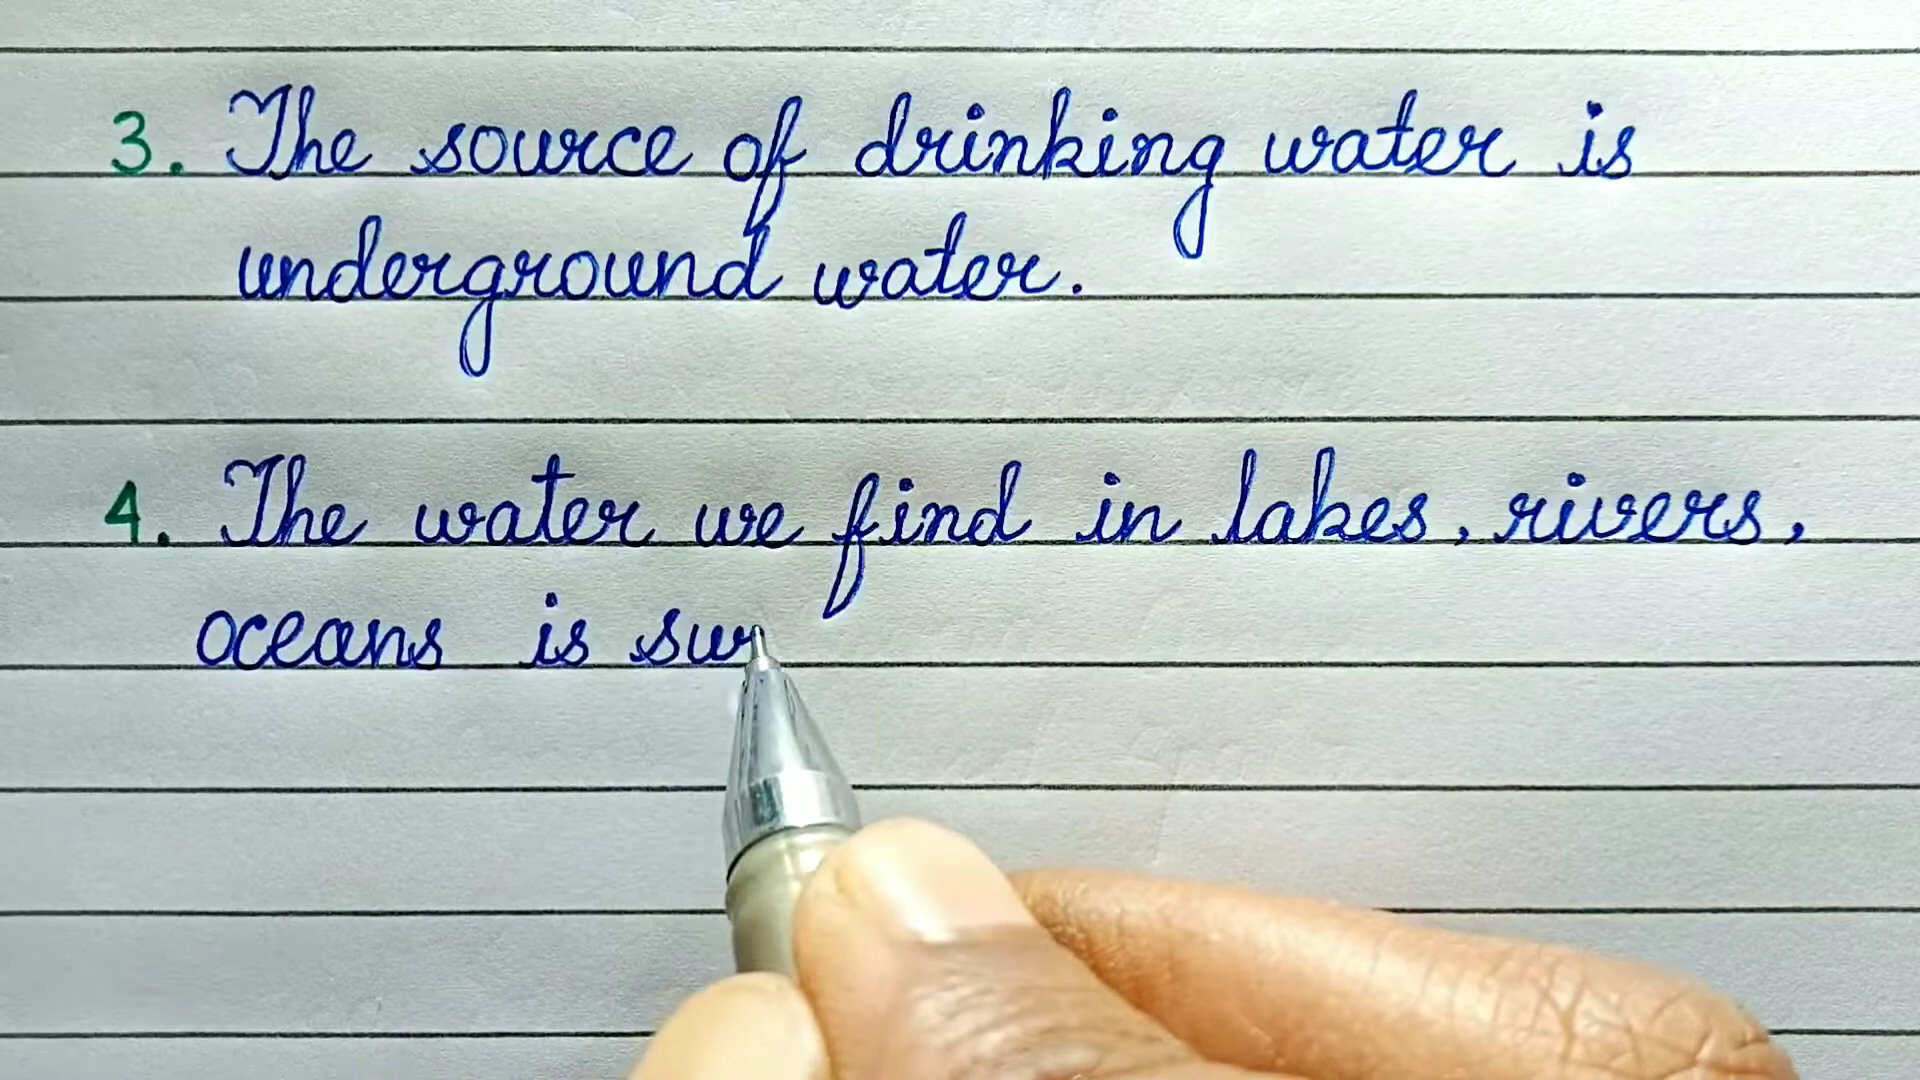 3. The source of drinking water is
underground water.
4. The water we find in lakes, rivers,
oceans is sur